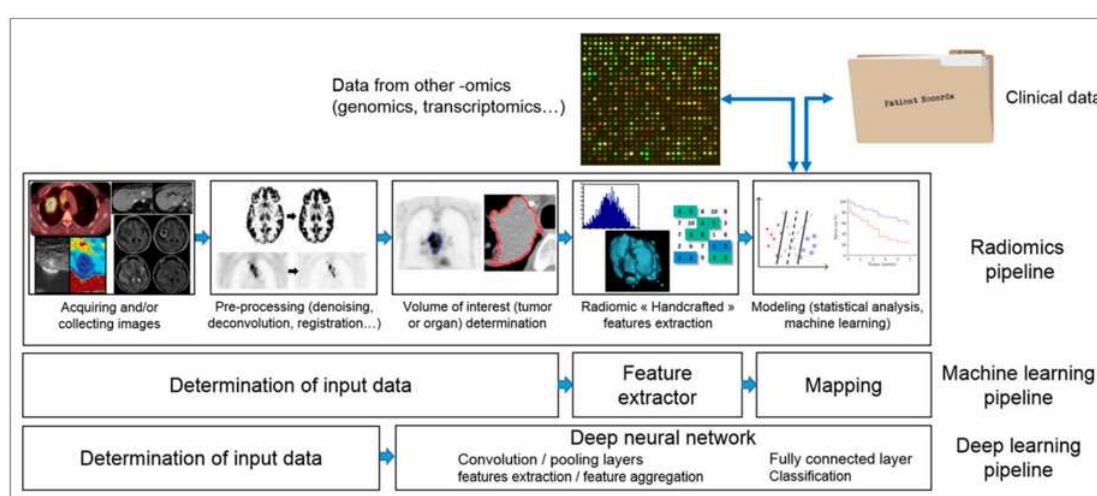 Data from other -omics
(genomics, transcriptomics...)
Patient Records
Clinical data
Acquiring and/or
collecting images
Pre-processing (denoising,
deconvolution, registration...)
Volume of interest (tumor
or organ) determination
Radiomic « Handcrafted »
features extraction
Modeling (statistical analysis,
machine learning)
Radiomics
pipeline
Determination of input data
Feature
extractor
Mapping
Machine learning
pipeline
Determination of input data
Deep neural network
Convolution / pooling layers
features extraction / feature aggregation
Fully connected layer
Classification
Deep learning
pipeline